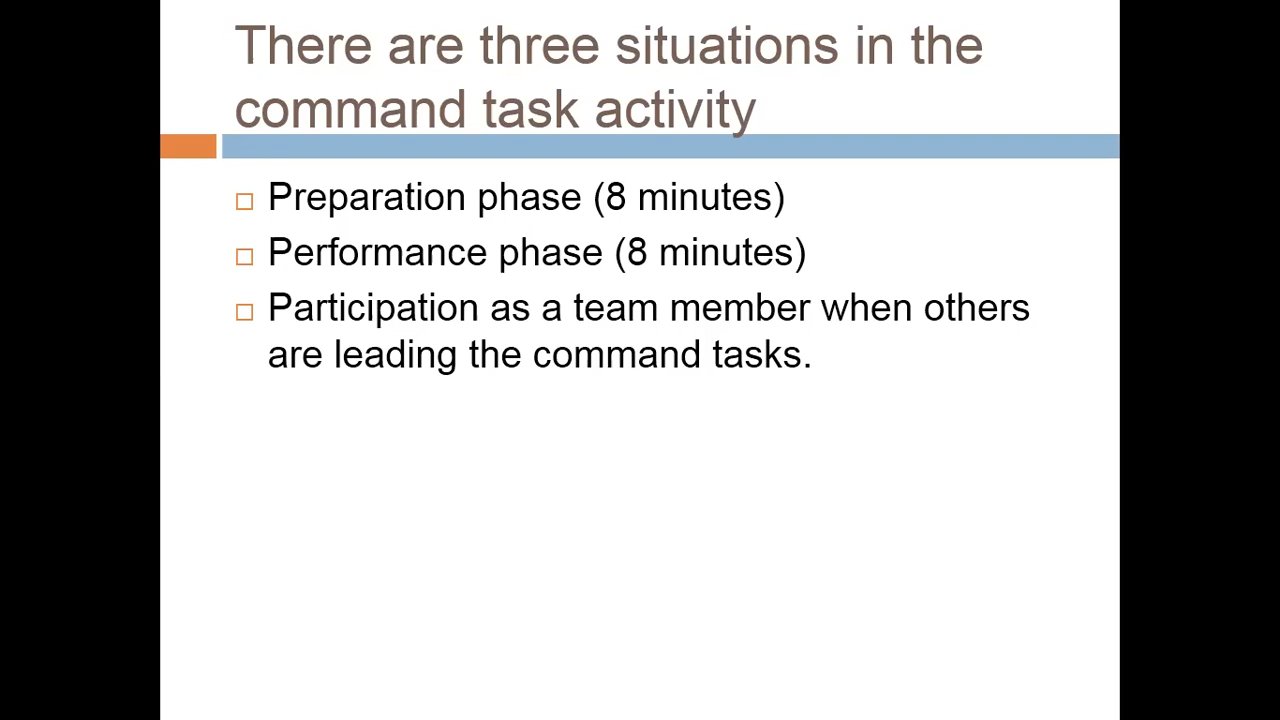 There are three situations in the
command task activity
Preparation phase (8 minutes)
Performance phase (8 minutes)
Participation as a team member when others
are leading the command tasks.